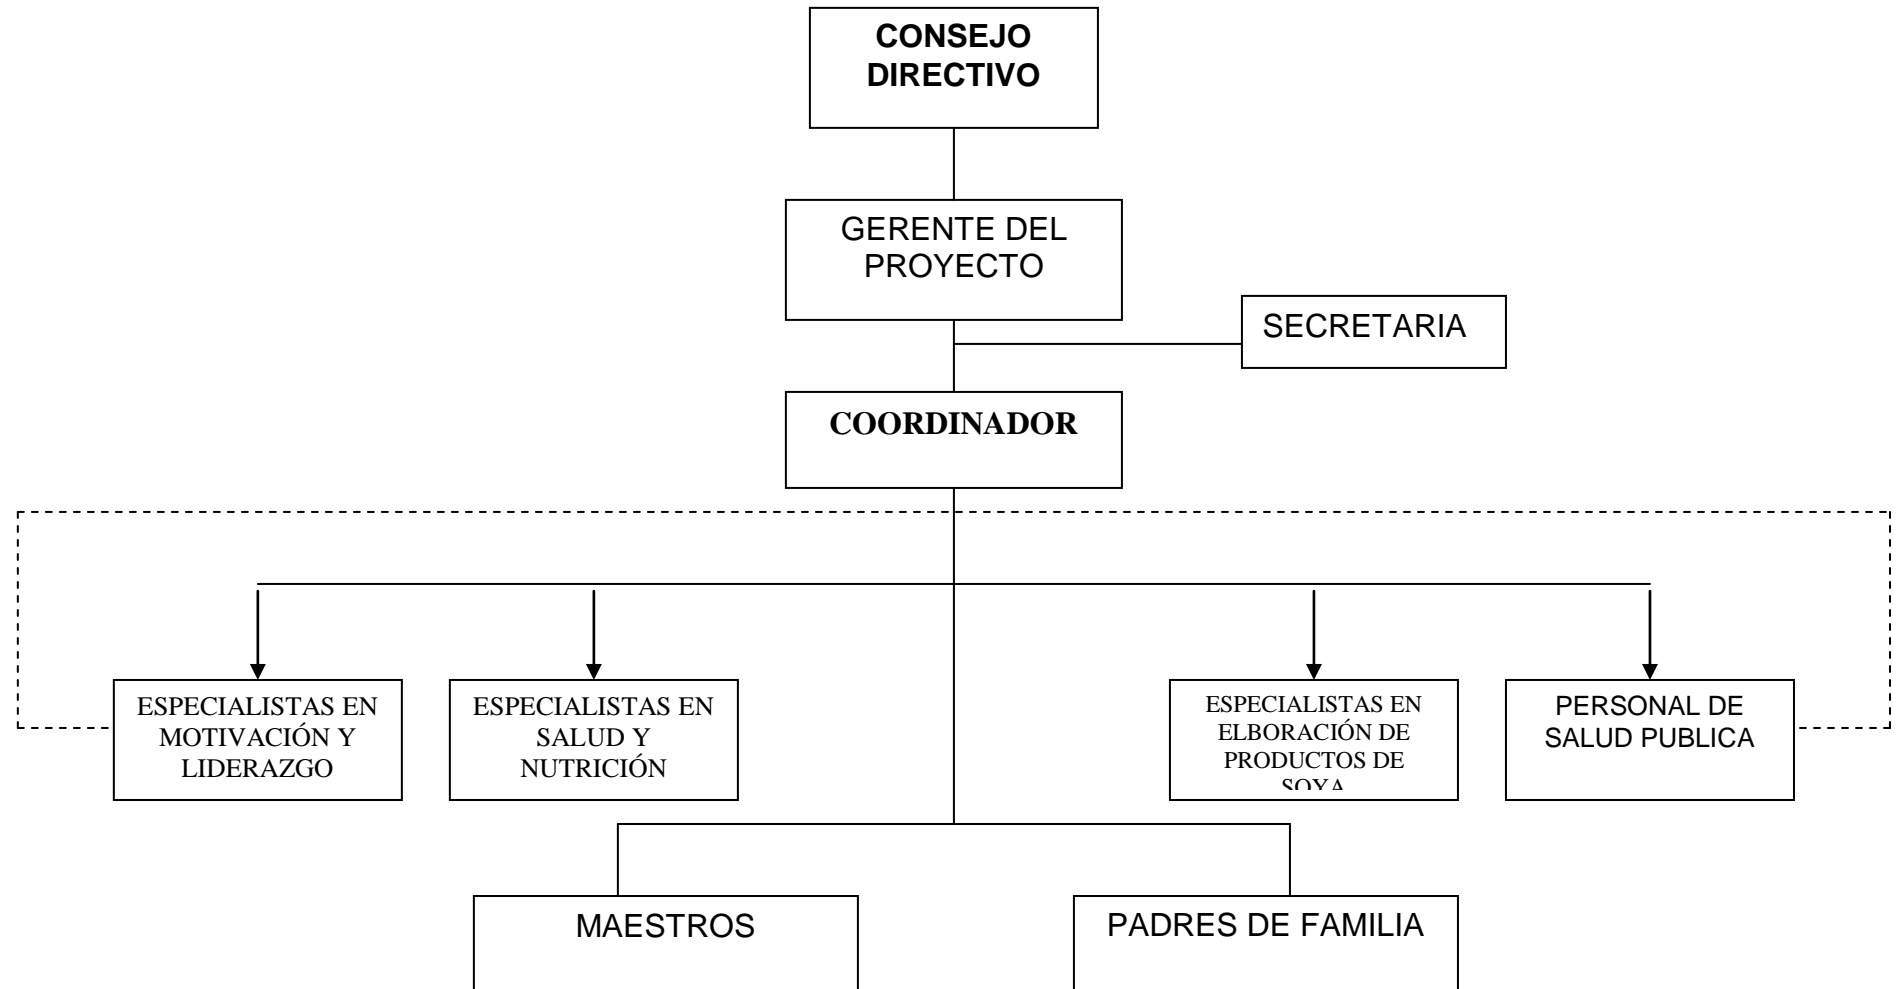 CONSEJO
DIRECTIVO
GERENTE DEL
PROYECTO
SECRETARIA
COORDINADOR
ESPECIALISTAS EN
MOTIVACIÓN Y
LIDERAZGO
ESPECIALISTAS EN
SALUD Y
NUTRICIÓN
ESPECIALISTAS EN
ELBORACIÓN DE
PRODUCTOS DE
SOYA
PERSONAL DE
SALUD PUBLICA
MAESTROS
PADRES DE FAMILIA